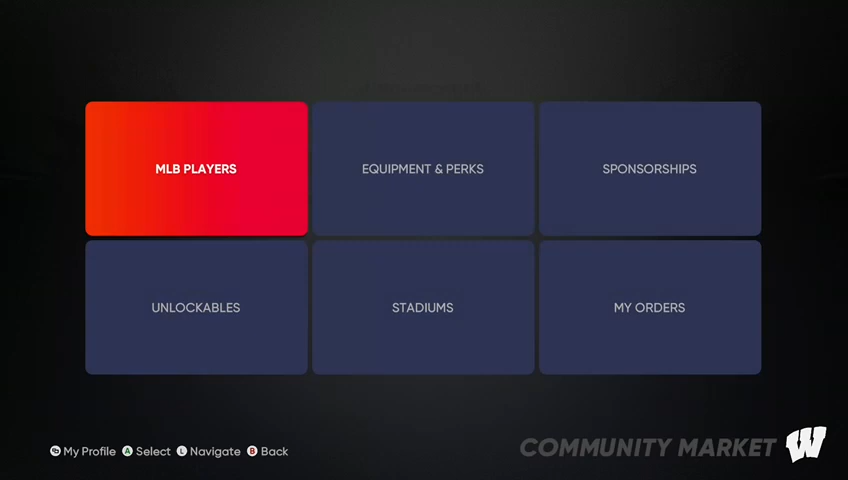 MLB PLAYERS
EQUIPMENT & PERKS
SPONSORSHIPS
UNLOCKABLES
STADIUMS
MY ORDERS
My Profile A Select L Navigate B Back
COMMUNITY MARKET W